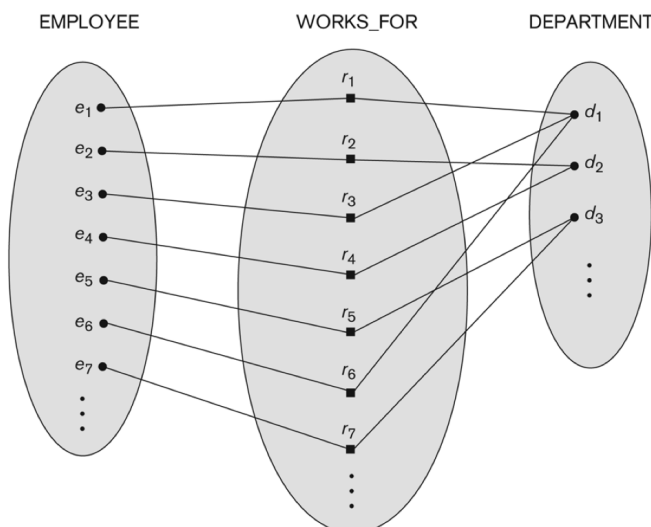 EMPLOYEE WORKS_FOR DEPARTMENT
e1
e2
e3
e4
e5
e6
e7
r1
r2
r3
r4
r5
r6
r7
d1
d2
d3